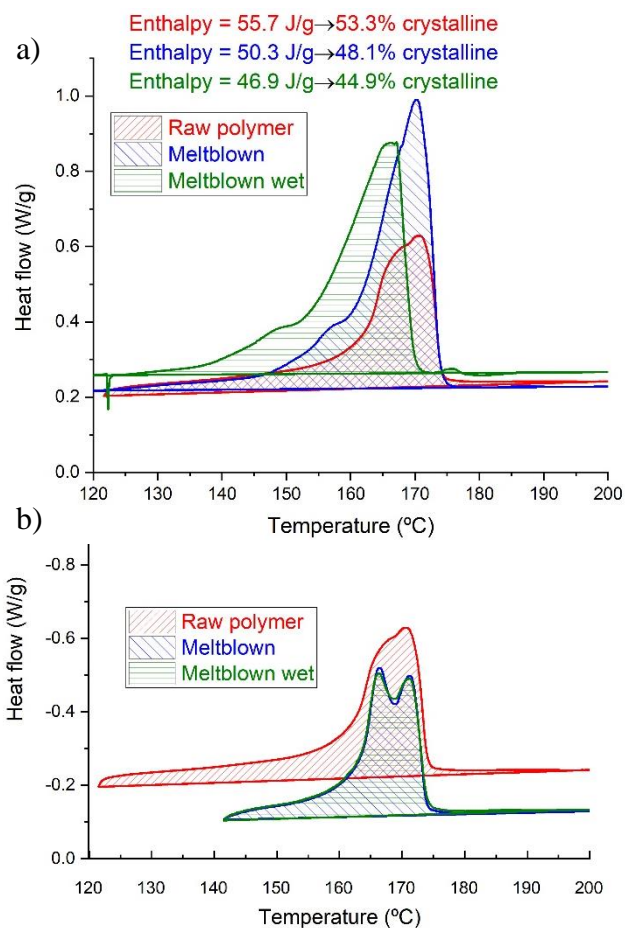 Enthalpy = 55.7 J/g→53.3% crystalline
a)
Enthalpy = 50.3 J/g→48.1% crystalline
Enthalpy = 46.9 J/g→44.9% crystalline
1.0
Raw polymer
Meltblown
0.8
Meltblown wet
Heat flow (W/g)
0.6
0.4
0.2
0.0
120 130 140 150 160 170 180 190 200
Temperature (ºC)
b)
-0.8
Raw polymer
Meltblown
Meltblown wet
Heat flow (W/g)
-0.6
-0.4
-0.2
0.0
120 130 140 150 160 170 180 190 200
Temperature (ºC)